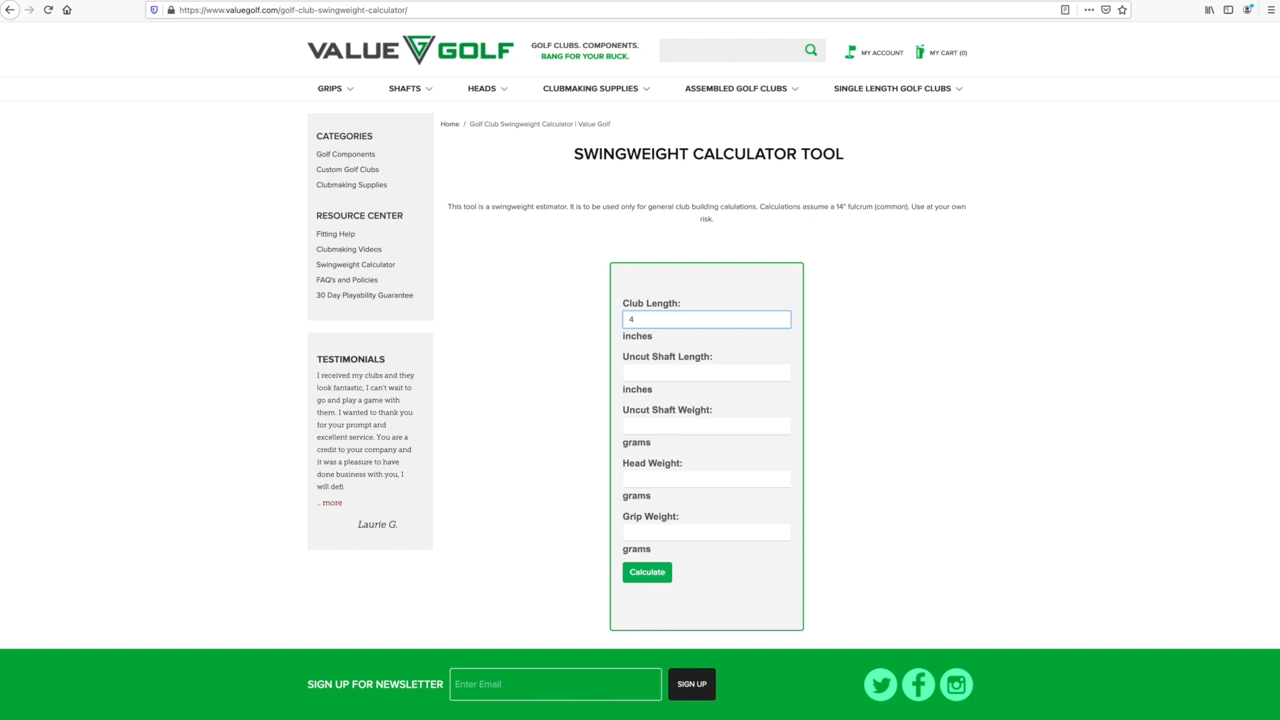 https://www.valuegolf.com/golf-club-swingweight-calculator/
VALUE GOLF
GOLF CLUBS. COMPONENTS.
BANG FOR YOUR BUCK.
MY ACCOUNT
MY CART (0)
GRIPS
SHAFTS
HEADS
CLUBMAKING SUPPLIES
ASSEMBLED GOLF CLUBS
SINGLE LENGTH GOLF CLUBS
CATEGORIES
Golf Components
Custom Golf Clubs
Clubmaking Supplies
RESOURCE CENTER
Fitting Help
Clubmaking Videos
Swingweight Calculator
FAQ's and Policies
30 Day Playability Guarantee
TESTIMONIALS
I received my clubs and they
look fantastic, I can't wait to
go and play a game with
them. I wanted to thank you
for your prompt and
excellent service. You are a
credit to your company and
it was a pleasure to have
done business with you, I
will defi
.. more
Laurie G.
Home / Golf Club Swingweight Calculator | Value Golf
SWINGWEIGHT CALCULATOR TOOL
This tool is a swingweight estimator. It is to be used only for general club building calulations. Calculations assume a 14" fulcrum (common). Use at your own
risk.
Club Length:
4
inches
Uncut Shaft Length:
inches
Uncut Shaft Weight:
grams
Head Weight:
grams
Grip Weight:
grams
Calculate
SIGN UP FOR NEWSLETTER
Enter Email
SIGN UP